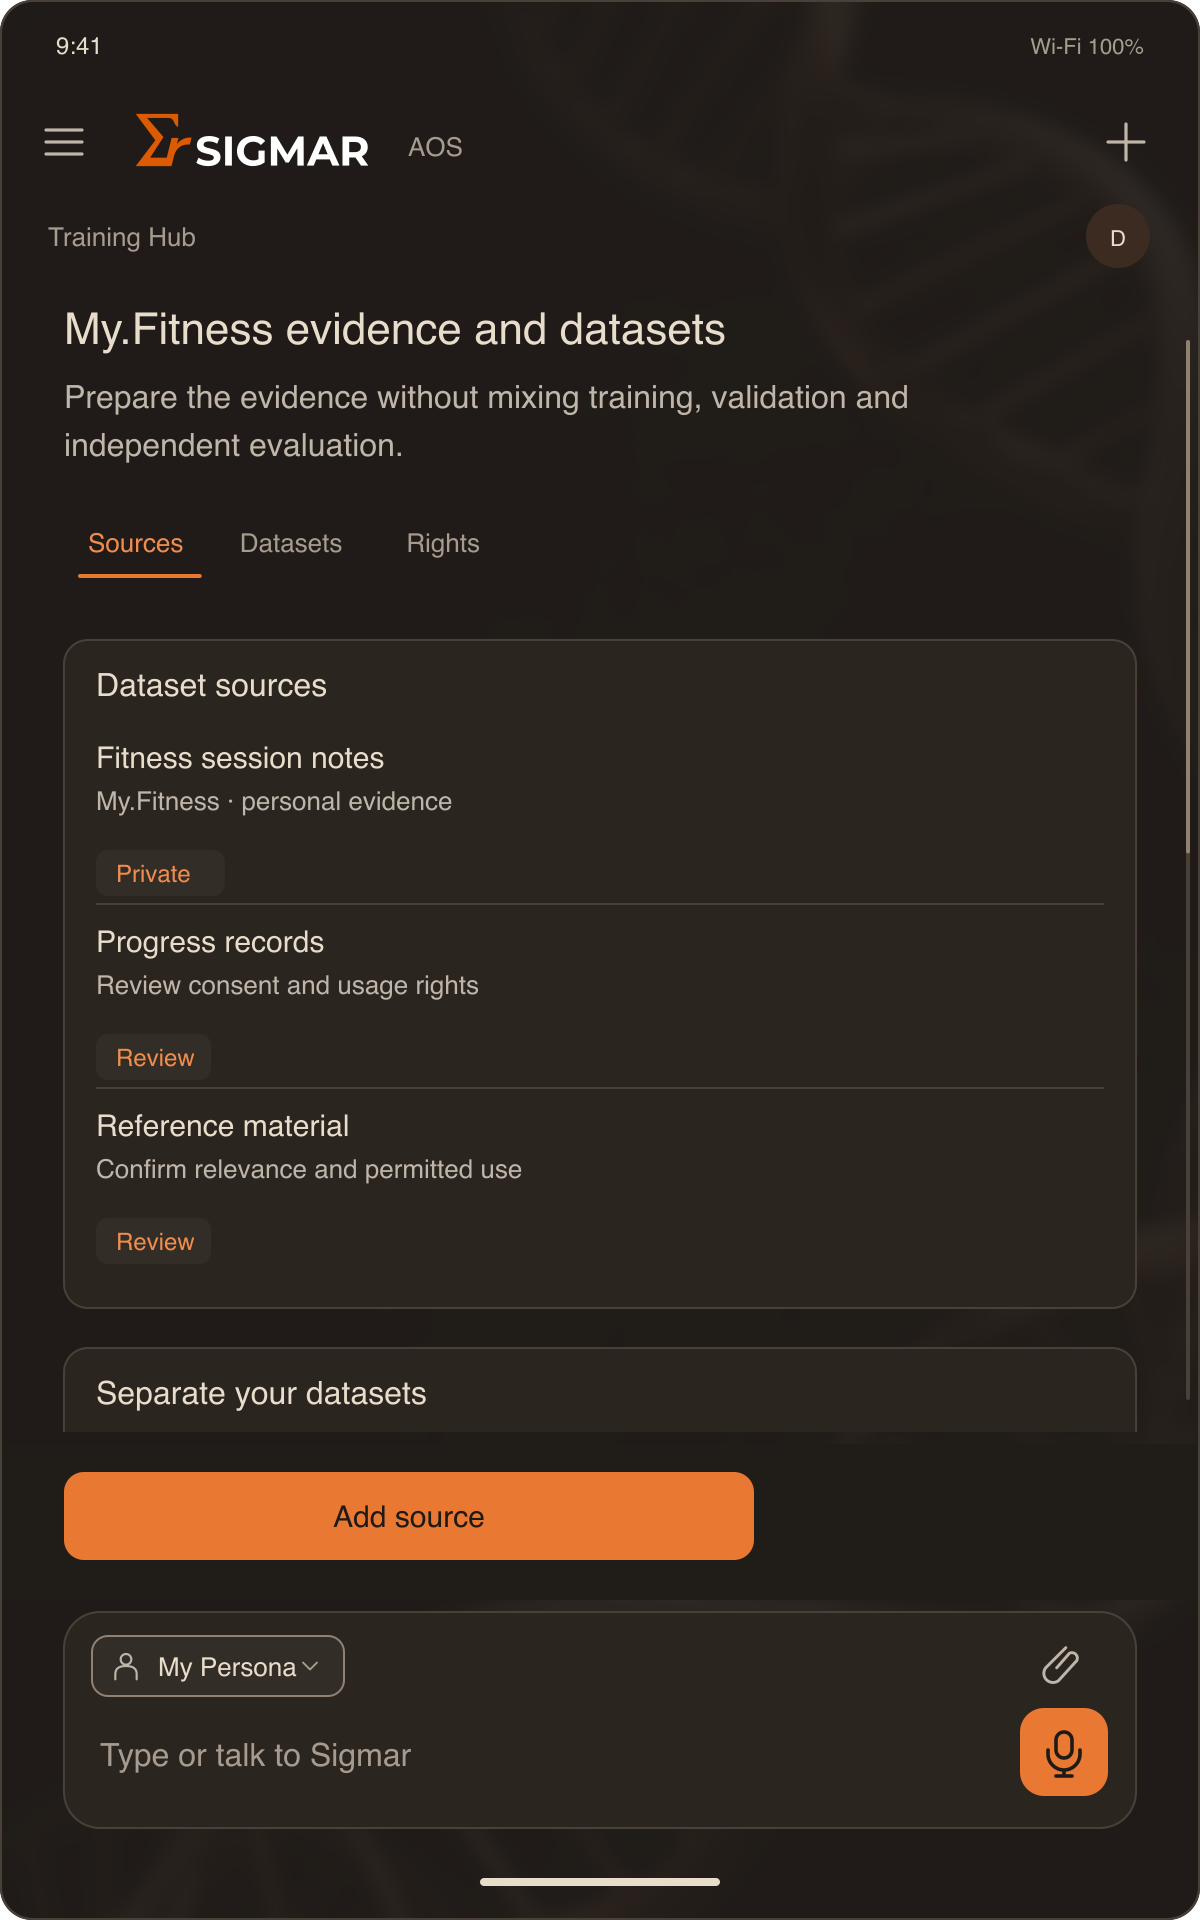 9:41
Wi-Fi 100%
Σr SIGMAR AOS
Training Hub
D
My.Fitness evidence and datasets
Prepare the evidence without mixing training, validation and
independent evaluation.
Sources
Datasets
Rights
Dataset sources
Fitness session notes
My.Fitness · personal evidence
Private
Progress records
Review consent and usage rights
Review
Reference material
Confirm relevance and permitted use
Review
Separate your datasets
Add source
My Persona
Type or talk to Sigmar